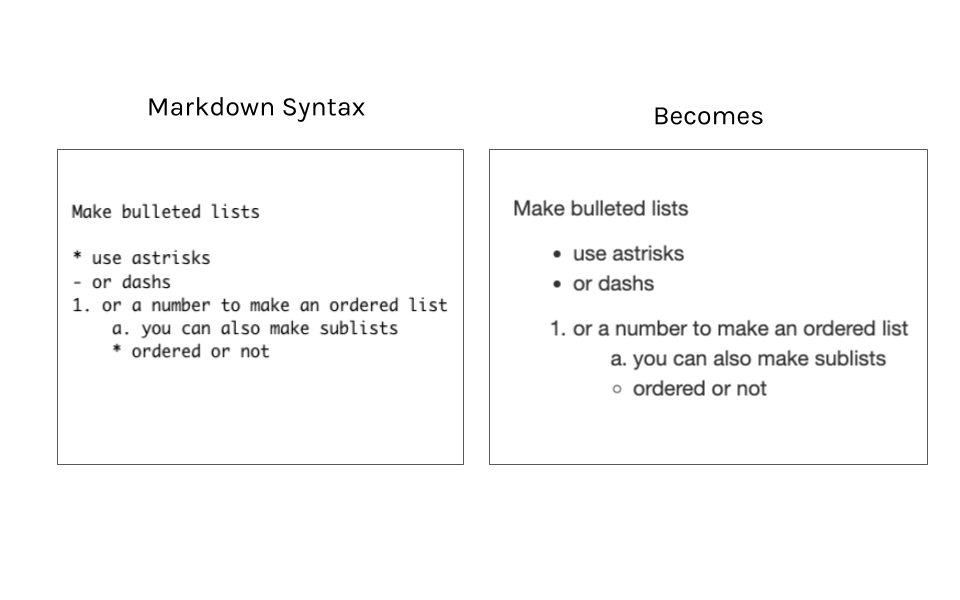 Markdown Syntax
Make bulleted lists
* use astrisks
- or dashs
1. or a number to make an ordered list
a. you can also make sublists
* ordered or not
Becomes
Make bulleted lists
• use astrisks
• or dashs
1. or a number to make an ordered list
a. you can also make sublists
○ ordered or not